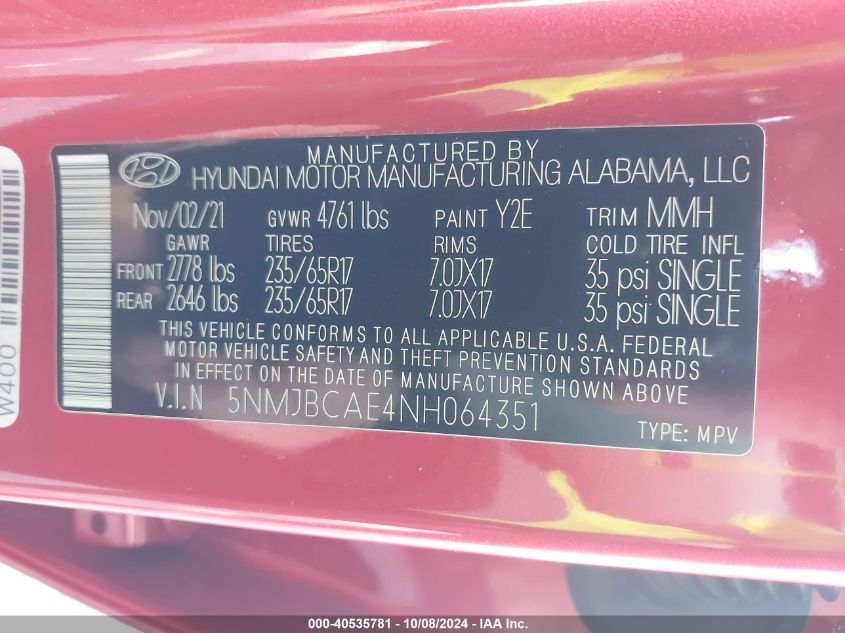 MANUFACTURED BY
HYUNDAI MOTOR MANUFACTURING ALABAMA, LLC
Nov/02/21 GVWR 4761 lbs PAINT Y2E TRIM MMH
GAWR TIRES RIMS COLD TIRE INFL
FRONT 2778 lbs 235/65R17 7.0JX17 35 psi SINGLE
REAR 2646 lbs 235/65R17 7.0JX17 35 psi SINGLE
THIS VEHICLE CONFORMS TO ALL APPLICABLE U.S.A. FEDERAL
MOTOR VEHICLE SAFETY AND THEFT PREVENTION STANDARDS
IN EFFECT ON THE DATE OF MANUFACTURE SHOWN ABOVE
V.I.N 5NMJBCAE4NH064351
TYPE: MPV
W400
000-40535781 - 10/08/2024 - IAA Inc.